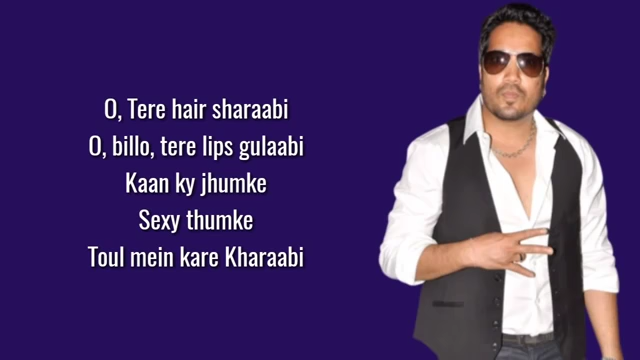 O, Tere hair sharaabi
O, billo, tere lips gulaabi
Kaan ky jhumke
Sexy thumke
Toul mein kare Kharaabi